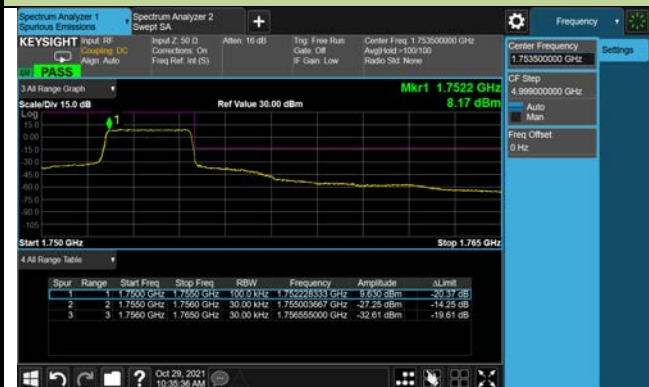 Spectrum Analyzer 1
Spurious Emissions
Spectrum Analyzer 2
Swept SA
+
Frequency
KEYSIGHT
Input: RF
Coupling: DC
Align: Auto
Input Z: 50 Ω
Corrections: On
Freq Ref: Int (S)
Atten: 16 dB
Trig: Free Run
Gate: Off
IF Gain: Low
Center Freq: 1.753500000 GHz
Avg|Hold:>100/100
Radio Std: None
PASS
Center Frequency
1.753500000 GHz
Settings
CF Step
4.999000000 GHz
Auto
Man
Freq Offset
0 Hz
3 All Range Graph
Mkr1 1.7522 GHz
8.17 dBm
Scale/Div 15.0 dB
Ref Value 30.00 dBm
Log
15.0
0.00
-15.0
-30.0
-45.0
-60.0
-75.0
-90.0
-105
1
Start 1.750 GHz
Stop 1.765 GHz
4 All Range Table
Spur Range Start Freq Stop Freq RBW Frequency Amplitude ΔLimit
1 1 1.7500 GHz 1.7550 GHz 100.0 kHz 1.752228333 GHz 9.630 dBm -20.37 dB
2 2 1.7550 GHz 1.7560 GHz 30.00 kHz 1.755003667 GHz -27.25 dBm -14.25 dB
3 3 1.7560 GHz 1.7650 GHz 30.00 kHz 1.756555000 GHz -32.61 dBm -19.61 dB
?
Oct 29, 2021
10:35:36 AM